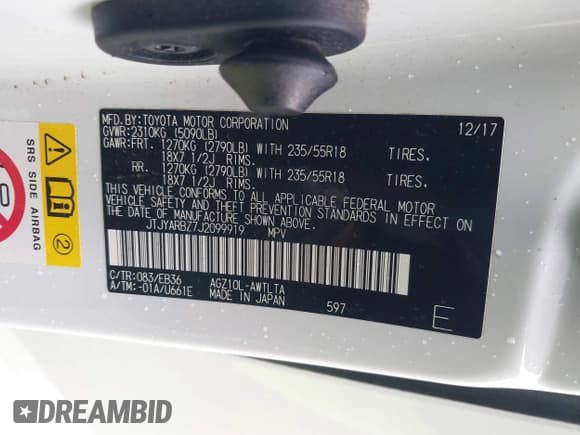 MFD.BY:TOYOTA MOTOR CORPORATION 12/17
GVWR:2310KG (5090LB)
GAWR:FRT. 1270KG (2790LB) WITH 235/55R18 TIRES.
18X7 1/2J RIMS.
RR. 1270KG (2790LB) WITH 235/55R18 TIRES.
18X7 1/2J RIMS.
THIS VEHICLE CONFORMS TO ALL APPLICABLE FEDERAL MOTOR
VEHICLE SAFETY AND THEFT PREVENTION STANDARDS IN EFFECT ON
THE DATE OF MANUFACTURE SHOWN ABOVE.
JTJYARBZ7J2099919 MPV
C/TR:083/EB36 AGZ10L-AWTLTA
A/TM:-01A/U661E MADE IN JAPAN 597 E
SRS SIDE AIRBAG
2
DREAMBID